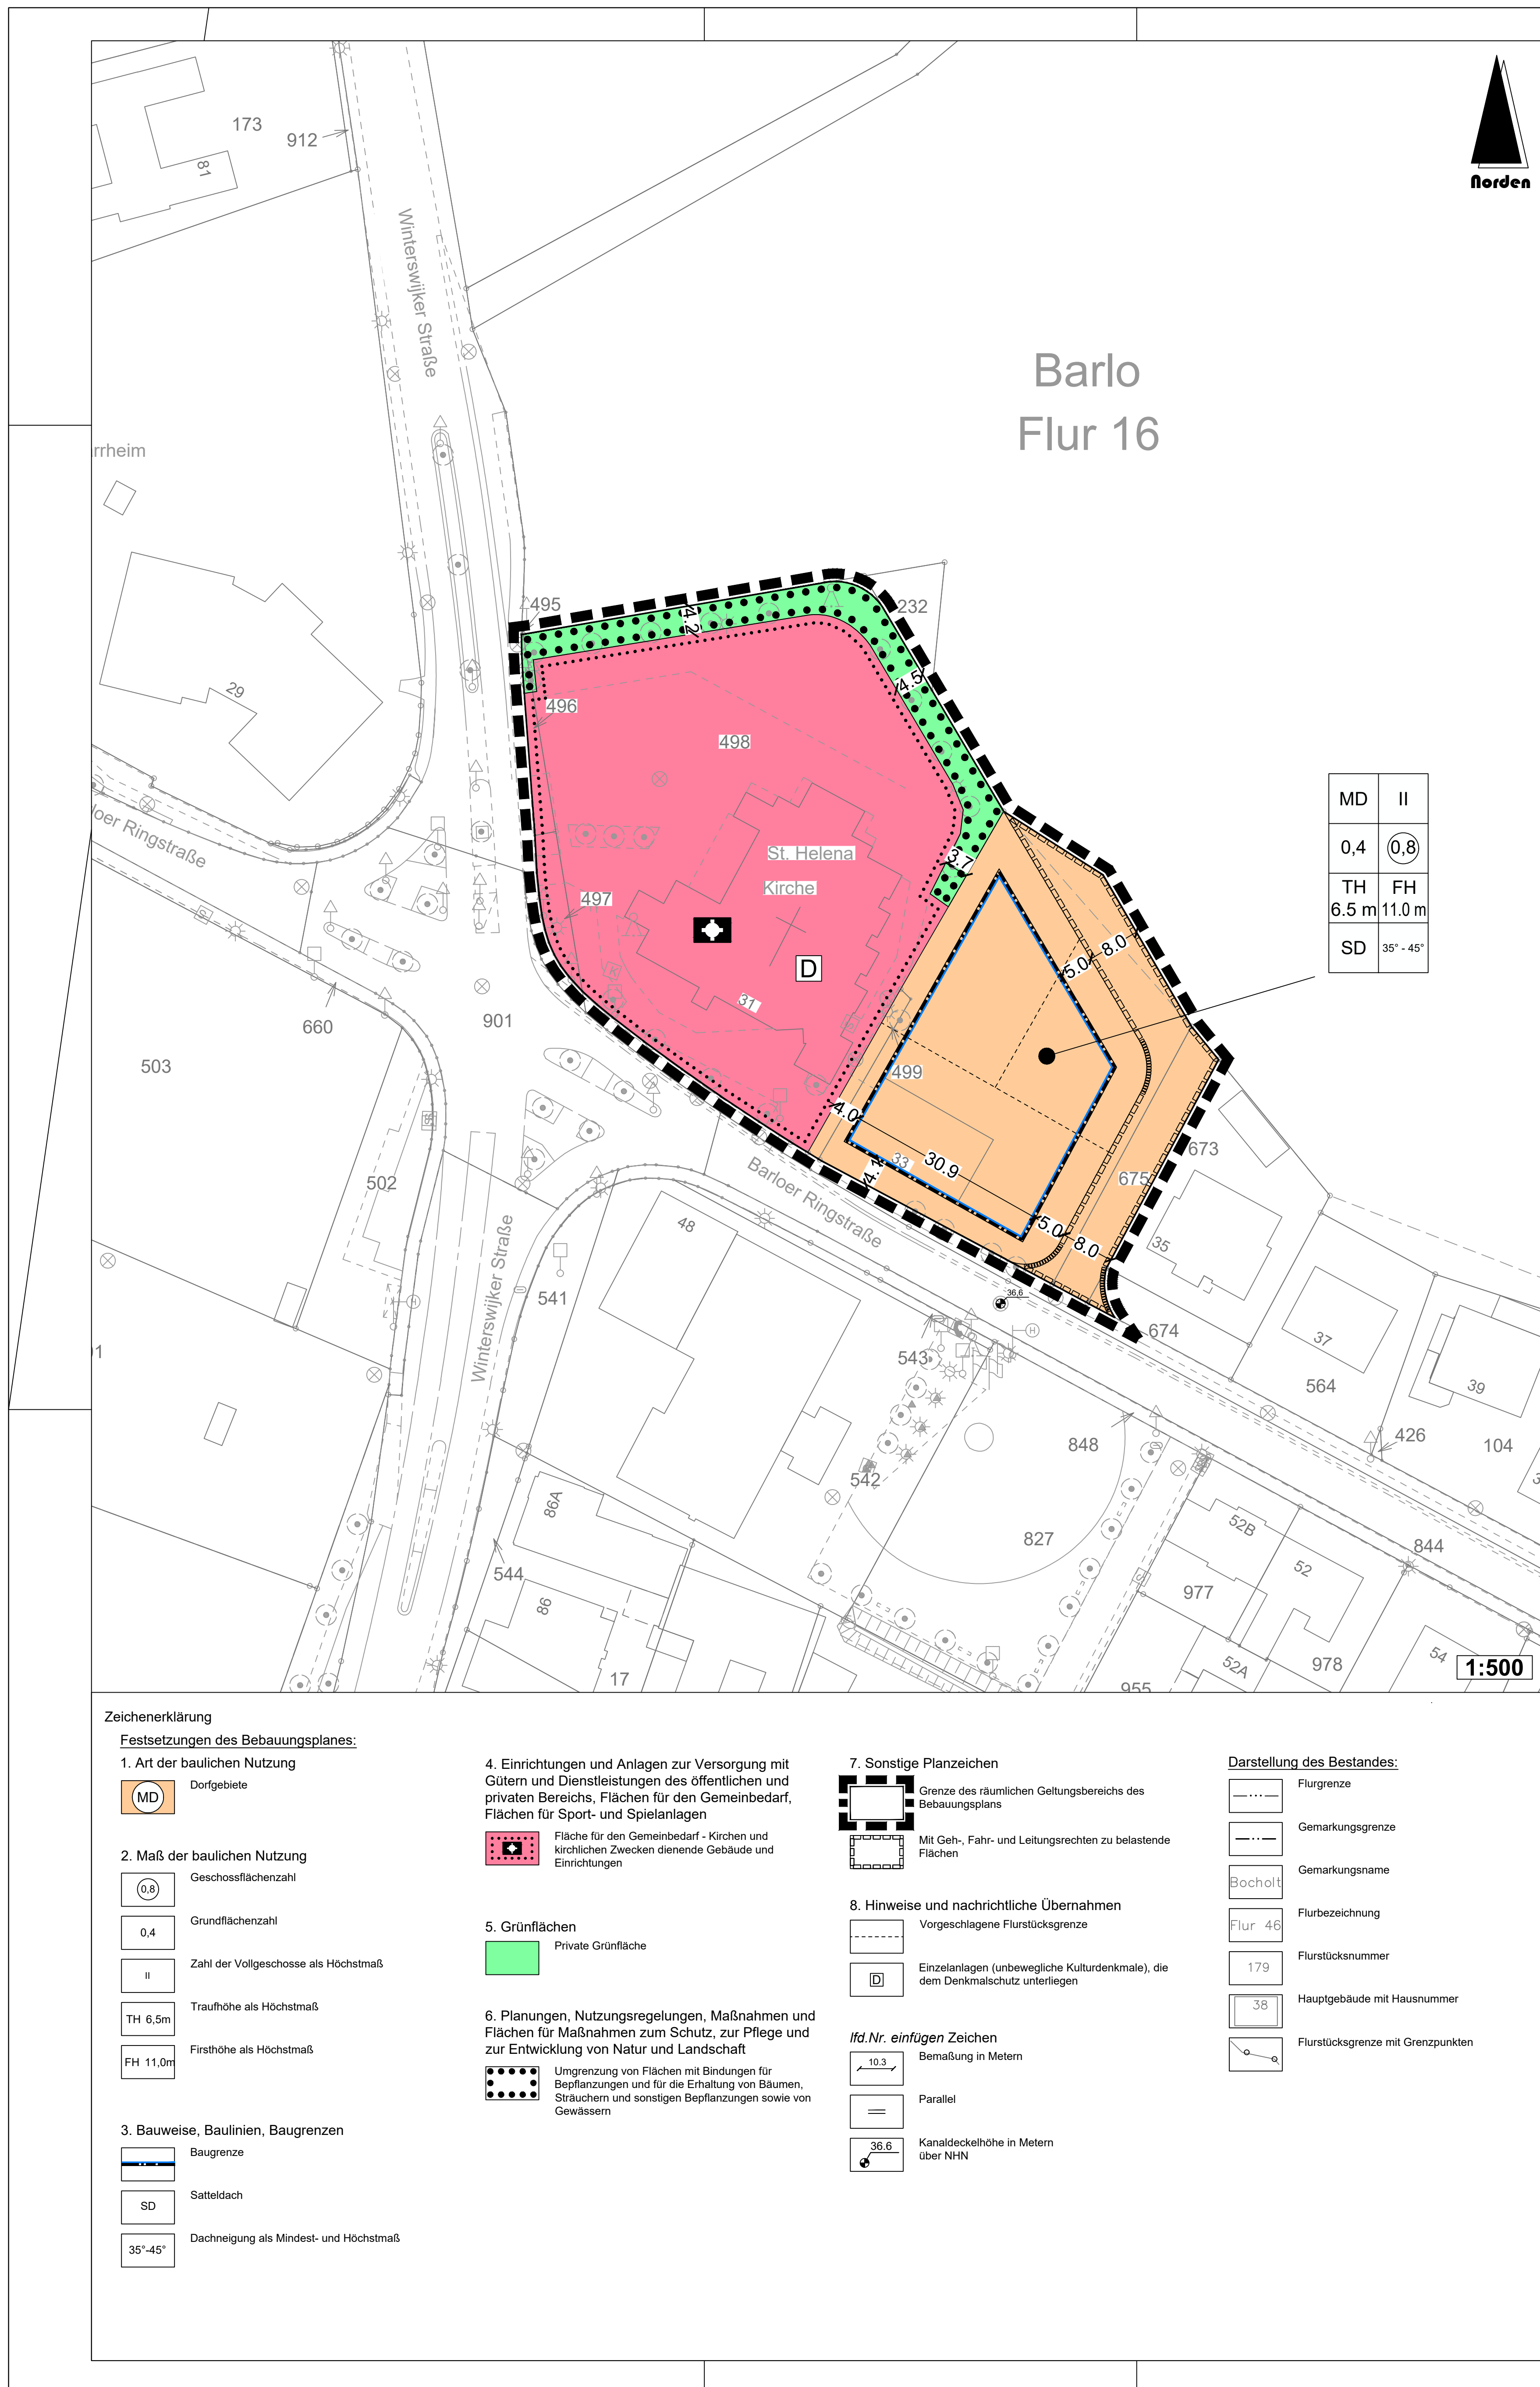 Norden
173
912
81
Winterswijker Straße
Barlo
Flur 16
rrheim
495
232
4.2
4.5
29
496
498
MD
II
0,4
0,8
TH
6.5 m
FH
11.0 m
SD
35° - 45°
Ringstraße
St. Helena
Kirche
3.7
497
D
31
5.0
8.0
660
901
503
499
4.0
33
30.9
4.1
673
675
502
Barloer Ringstraße
5.0
8.0
35
48
Winterswijker Straße
541
H
36.6
674
37
543
H
564
39
426
104
848
542
86A
52B
827
52
844
544
977
86
54
52A
978
17
955
1:500
Zeichenerklärung
Festsetzungen des Bebauungsplanes:
1. Art der baulichen Nutzung
MD
Dorfgebiete
2. Maß der baulichen Nutzung
0,8
Geschossflächenzahl
0,4
Grundflächenzahl
II
Zahl der Vollgeschosse als Höchstmaß
TH 6,5m
Traufhöhe als Höchstmaß
FH 11,0m
Firsthöhe als Höchstmaß
3. Bauweise, Baulinien, Baugrenzen
Baugrenze
SD
Satteldach
35°-45°
Dachneigung als Mindest- und Höchstmaß
4. Einrichtungen und Anlagen zur Versorgung mit
Gütern und Dienstleistungen des öffentlichen und
privaten Bereichs, Flächen für den Gemeinbedarf,
Flächen für Sport- und Spielanlagen
Fläche für den Gemeinbedarf - Kirchen und
kirchlichen Zwecken dienende Gebäude und
Einrichtungen
5. Grünflächen
Private Grünfläche
6. Planungen, Nutzungsregelungen, Maßnahmen und
Flächen für Maßnahmen zum Schutz, zur Pflege und
zur Entwicklung von Natur und Landschaft
Umgrenzung von Flächen mit Bindungen für
Bepflanzungen und für die Erhaltung von Bäumen,
Sträuchern und sonstigen Bepflanzungen sowie von
Gewässern
7. Sonstige Planzeichen
Grenze des räumlichen Geltungsbereichs des
Bebauungsplans
Mit Geh-, Fahr- und Leitungsrechten zu belastende
Flächen
8. Hinweise und nachrichtliche Übernahmen
Vorgeschlagene Flurstücksgrenze
D
Einzelanlagen (unbewegliche Kulturdenkmale), die
dem Denkmalschutz unterliegen
lfd.Nr. einfügen Zeichen
10.3
Bemaßung in Metern
Parallel
36.6
Kanaldeckelhöhe in Metern
über NHN
Darstellung des Bestandes:
Flurgrenze
Gemarkungsgrenze
Bocholt
Gemarkungsname
Flur 46
Flurbezeichnung
179
Flurstücksnummer
38
Hauptgebäude mit Hausnummer
Flurstücksgrenze mit Grenzpunkten